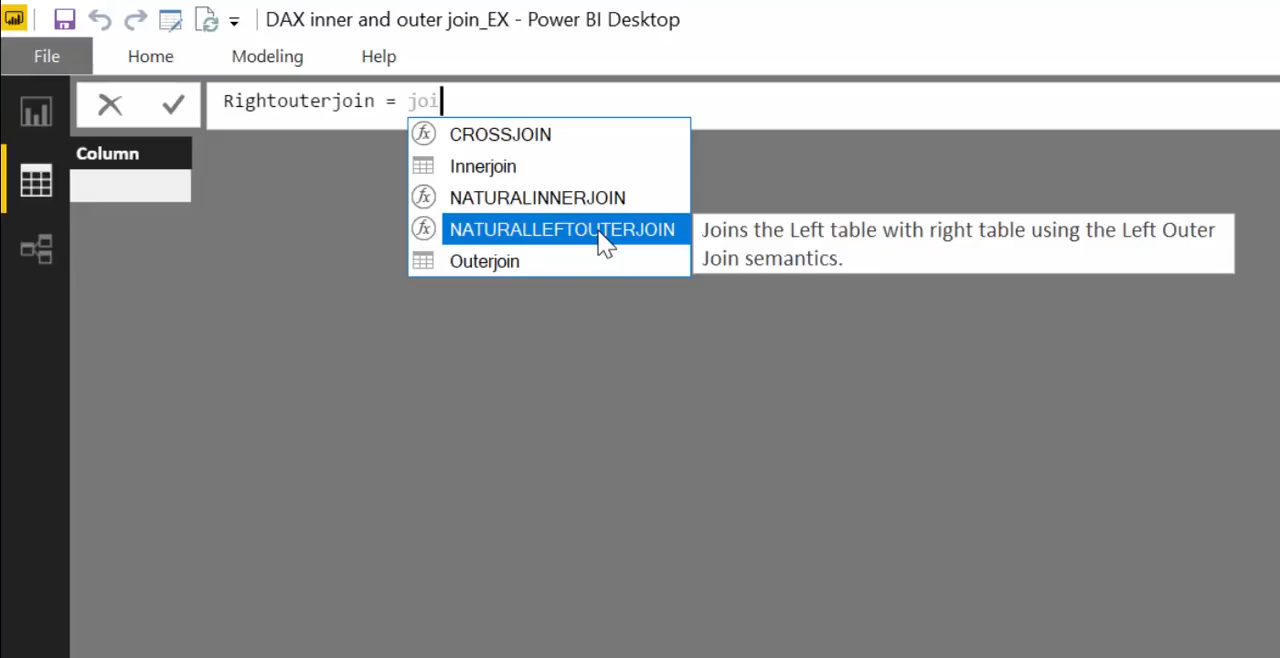 DAX inner and outer join_EX - Power BI Desktop
File Home Modeling Help
Rightouterjoin = joi
Column
CROSSJOIN
Innerjoin
NATURALINNERJOIN
NATURALLEFTOUTERJOIN
Outerjoin
Joins the Left table with right table using the Left Outer
Join semantics.